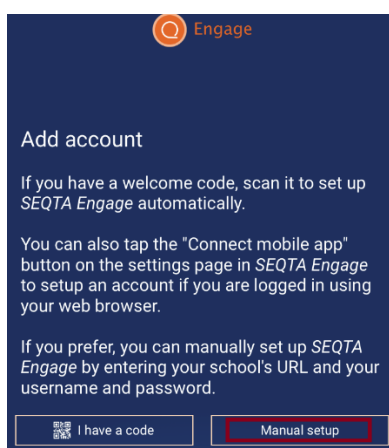 Engage
Add account
If you have a welcome code, scan it to set up
SEQTA Engage automatically.
You can also tap the "Connect mobile app"
button on the settings page in SEQTA Engage
to setup an account if you are logged in using
your web browser.
If you prefer, you can manually set up SEQTA
Engage by entering your school's URL and your
username and password.
I have a code
Manual setup